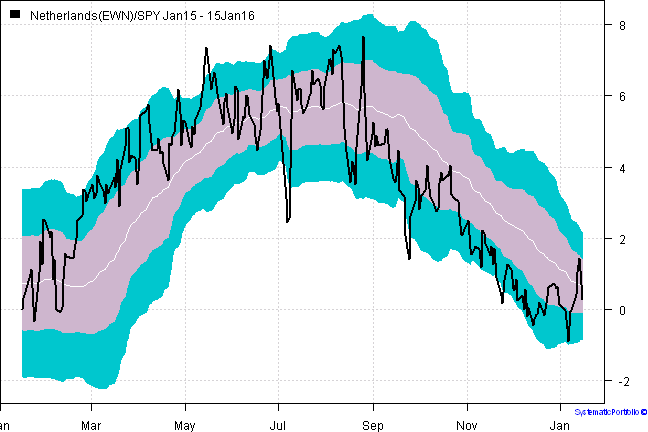 Netherlands(EWN)/SPY Jan15 - 15Jan16
8
6
4
2
0
-2
an Mar May Jul Sep Nov Jan
SystematicPortfolio ©